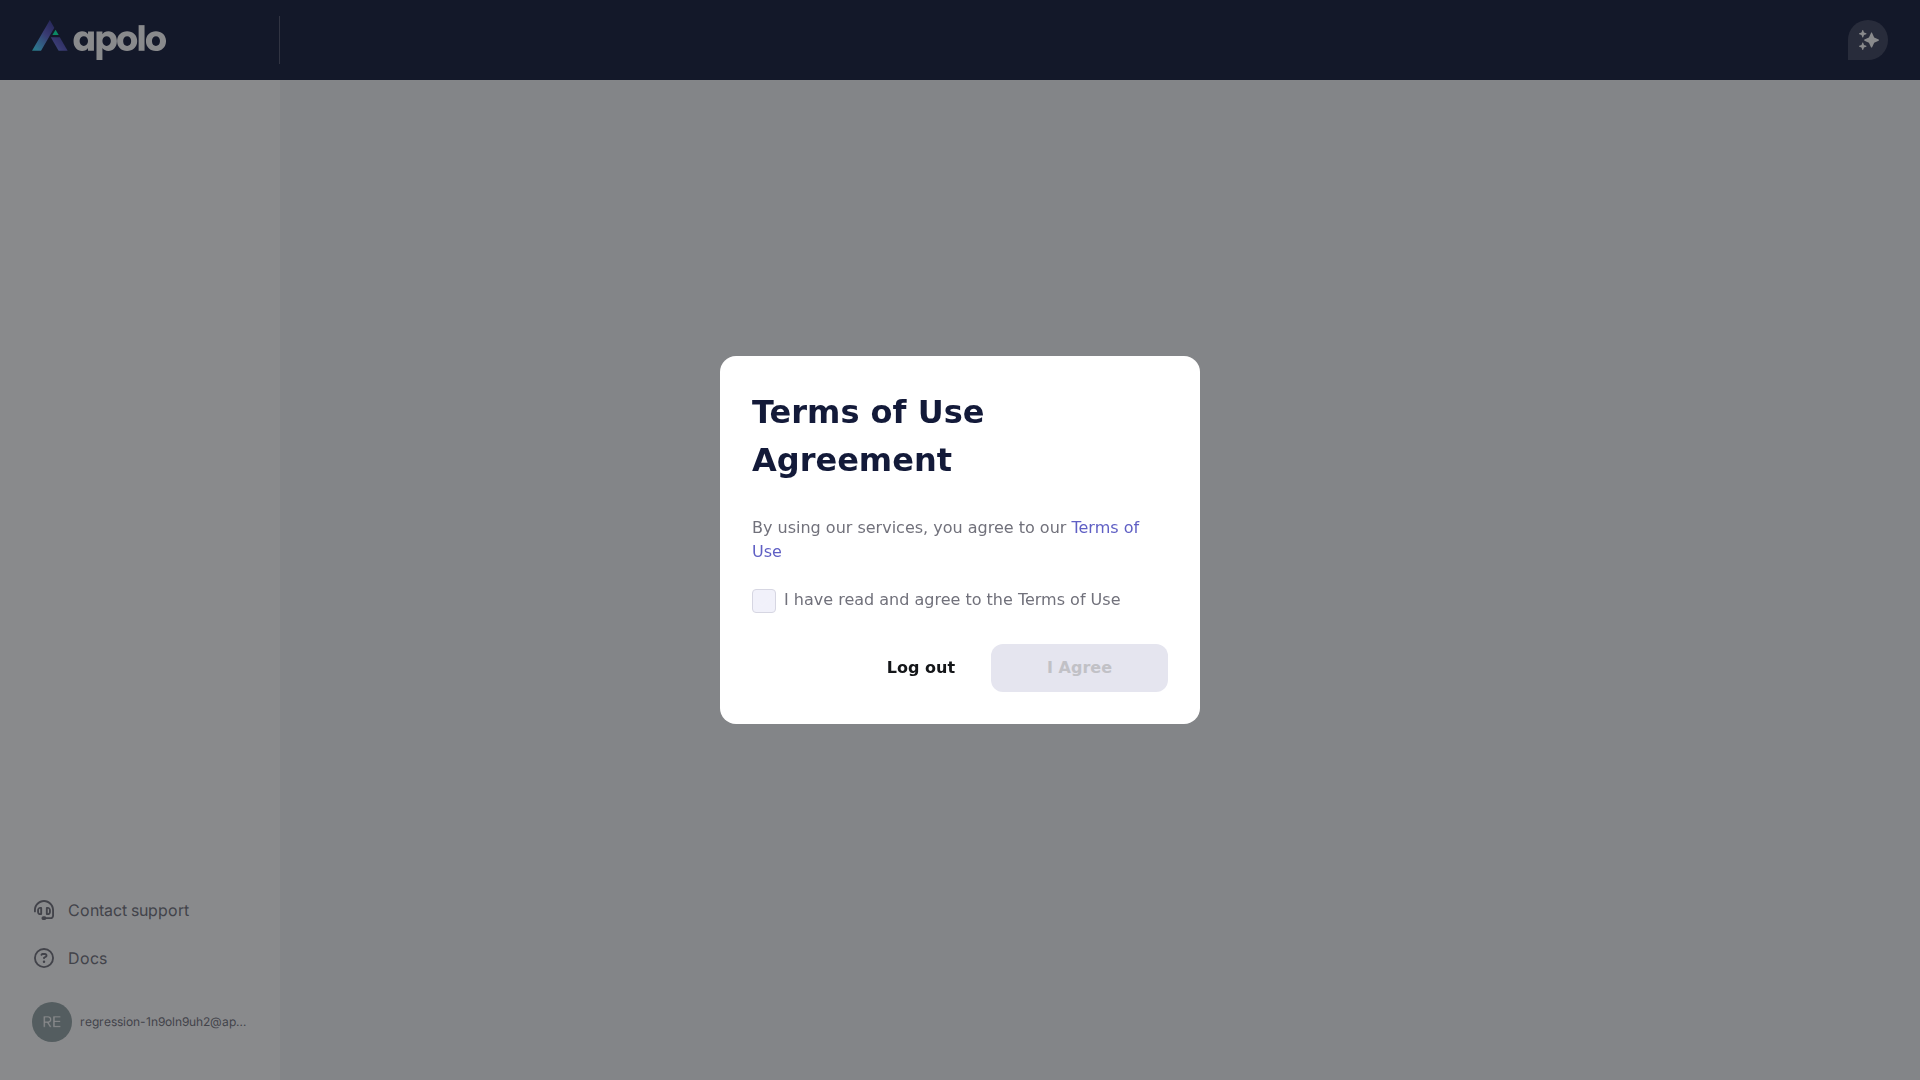 apolo
Terms of Use
Agreement
By using our services, you agree to our Terms of
Use
I have read and agree to the Terms of Use
Log out
I Agree
Contact support
Docs
RE
regression-1n9oln9uh2@ap...